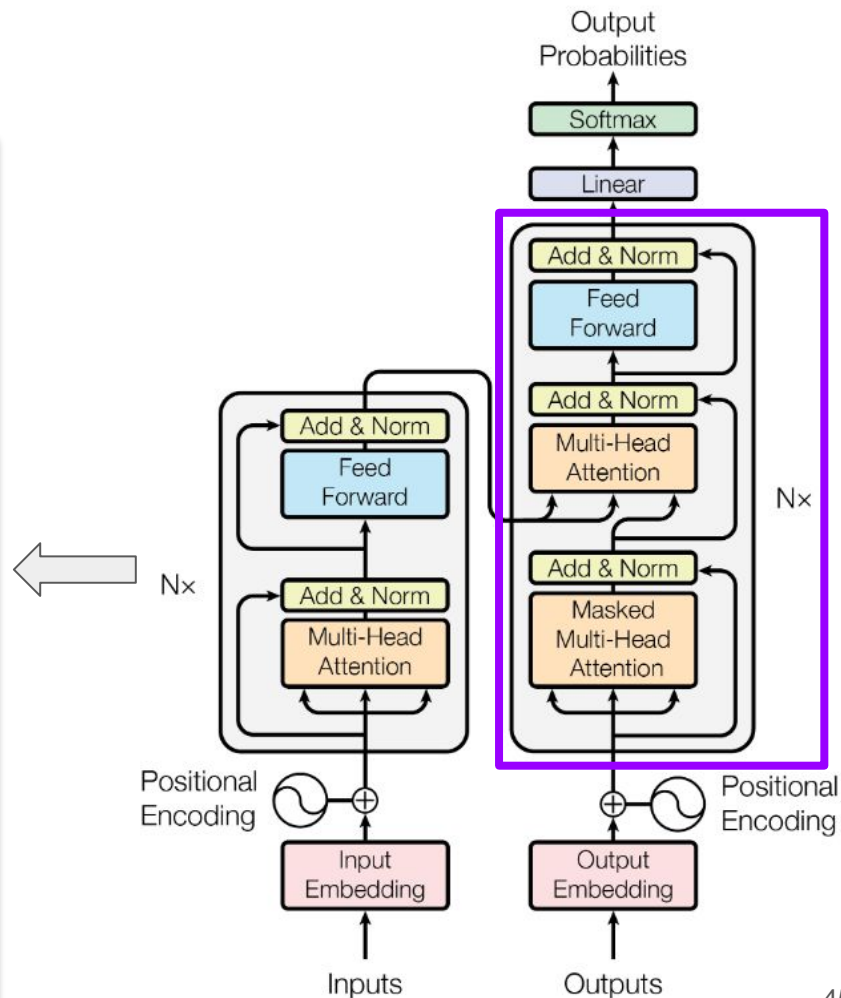 Output
Probabilities
Softmax
Linear
Add & Norm
Feed
Forward
Add & Norm
Multi-Head
Attention
Add & Norm
Masked
Multi-Head
Attention
N×
Add & Norm
Feed
Forward
Add & Norm
Multi-Head
Attention
N×
Positional
Encoding
Positional
Encoding
Input
Embedding
Output
Embedding
Inputs
Outputs